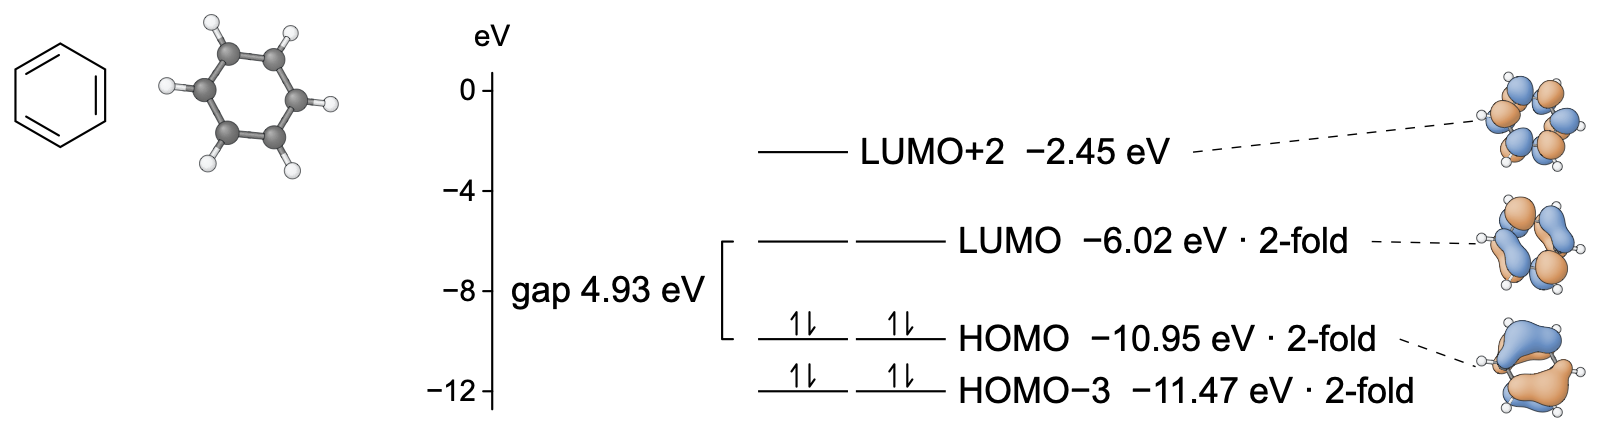 eV
0
LUMO+2 −2.45 eV
−4
LUMO −6.02 eV · 2-fold
−8
gap 4.93 eV
HOMO −10.95 eV · 2-fold
−12
HOMO−3 −11.47 eV · 2-fold